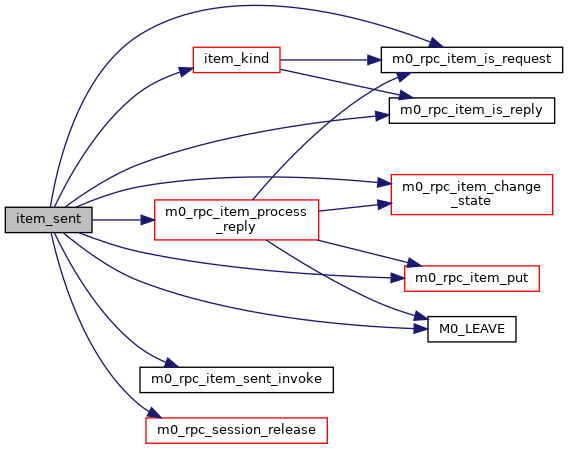 item_sent
item_kind
m0_rpc_item_is_request
m0_rpc_item_is_reply
m0_rpc_item_change
_state
m0_rpc_item_process
_reply
m0_rpc_item_put
M0_LEAVE
m0_rpc_item_sent_invoke
m0_rpc_session_release